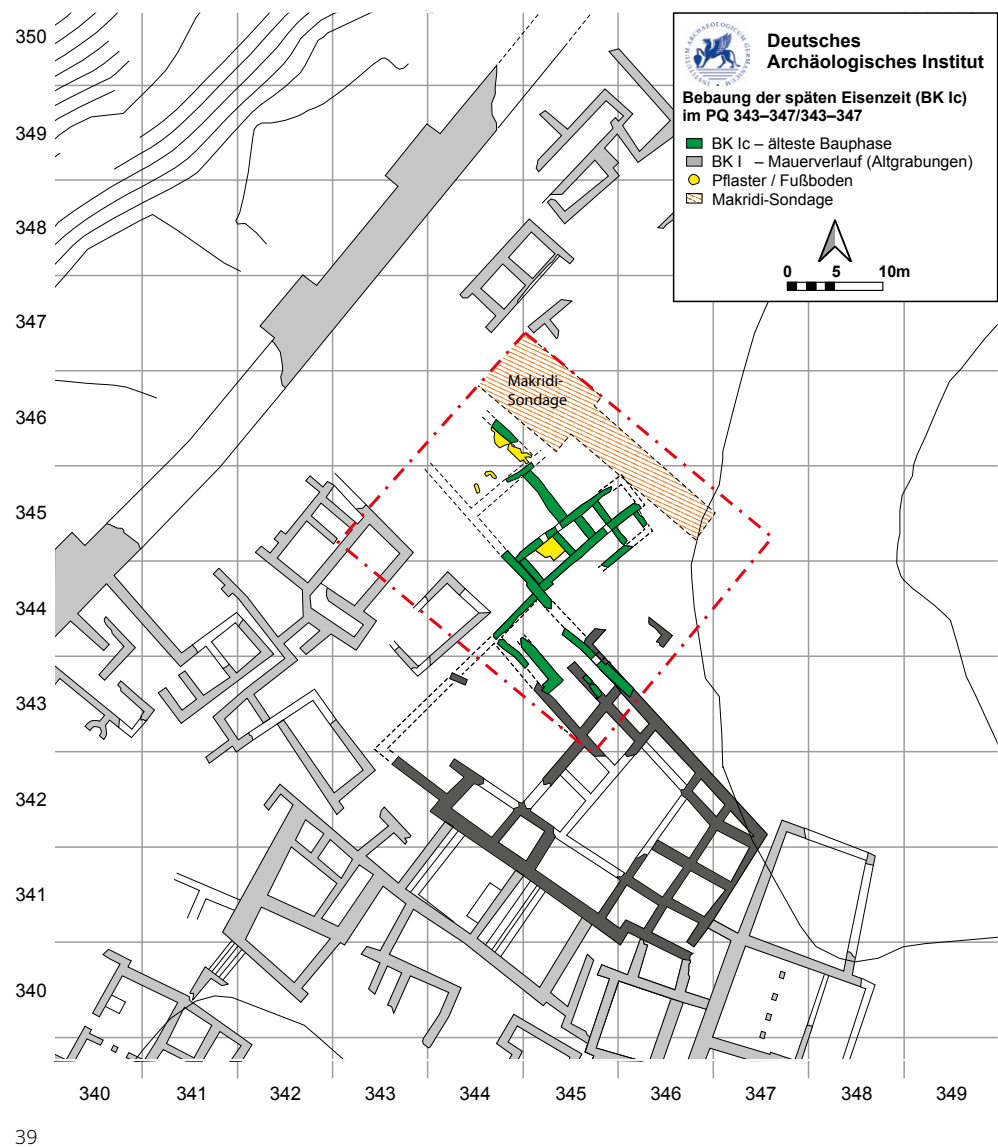 Deutsches
Archäologisches Institut
Bebaung der späten Eisenzeit (BK Ic)
im PQ 343–347/343–347
BK Ic – älteste Bauphase
BK I – Mauerverlauf (Altgrabungen)
Pflaster / Fußboden
Makridi-Sondage
0 5 10m
350
349
348
347
346
345
344
343
342
341
340
Makridi-
Sondage
340 341 342 343 344 345 346 347 348 349
39